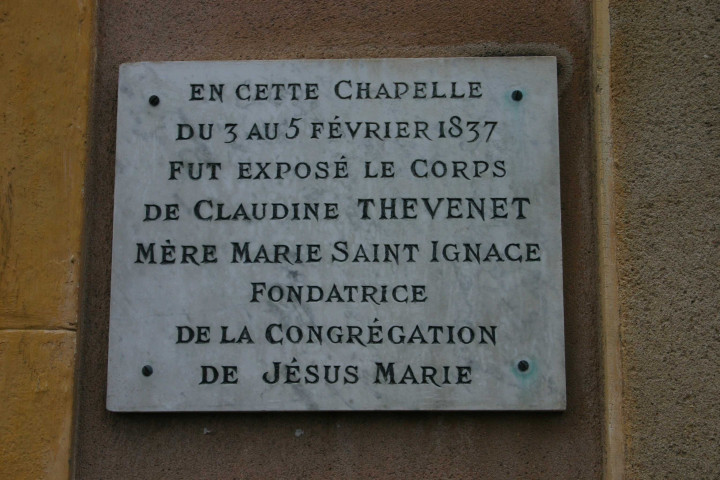 EN CETTE CHAPELLE
DU 3 AU 5 FÉVRIER 1837
FUT EXPOSÉ LE CORPS
DE CLAUDINE THEVENET
MÈRE MARIE SAINT IGNACE
FONDATRICE
DE LA CONGRÉGATION
DE JÉSUS MARIE